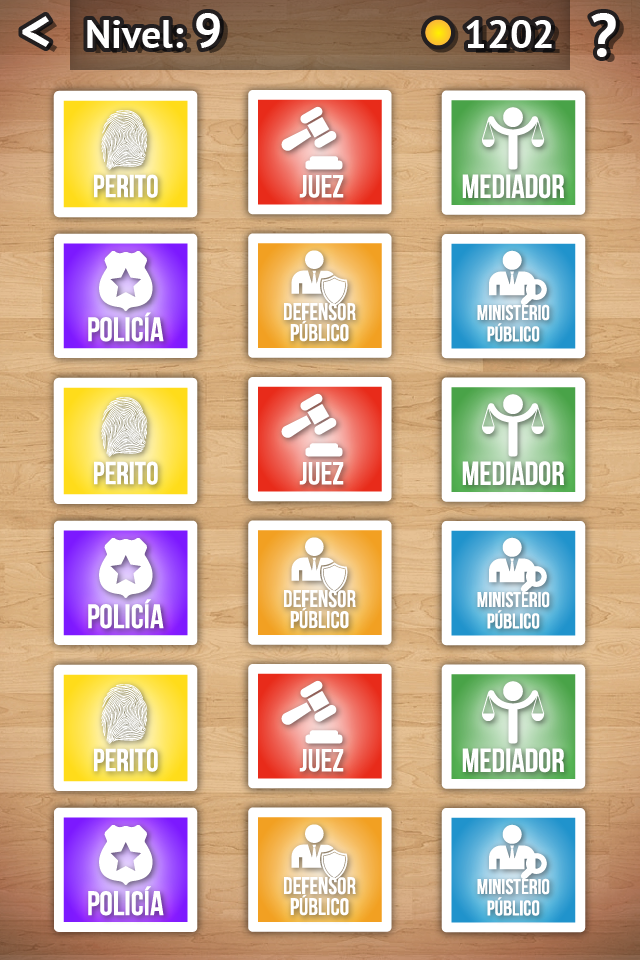 < Nivel: 9 1202 ?
PERITO JUEZ MEDIADOR
POLICÍA DEFENSOR PÚBLICO MINISTERIO PÚBLICO
PERITO JUEZ MEDIADOR
POLICÍA DEFENSOR PÚBLICO MINISTERIO PÚBLICO
PERITO JUEZ MEDIADOR
POLICÍA DEFENSOR PÚBLICO MINISTERIO PÚBLICO